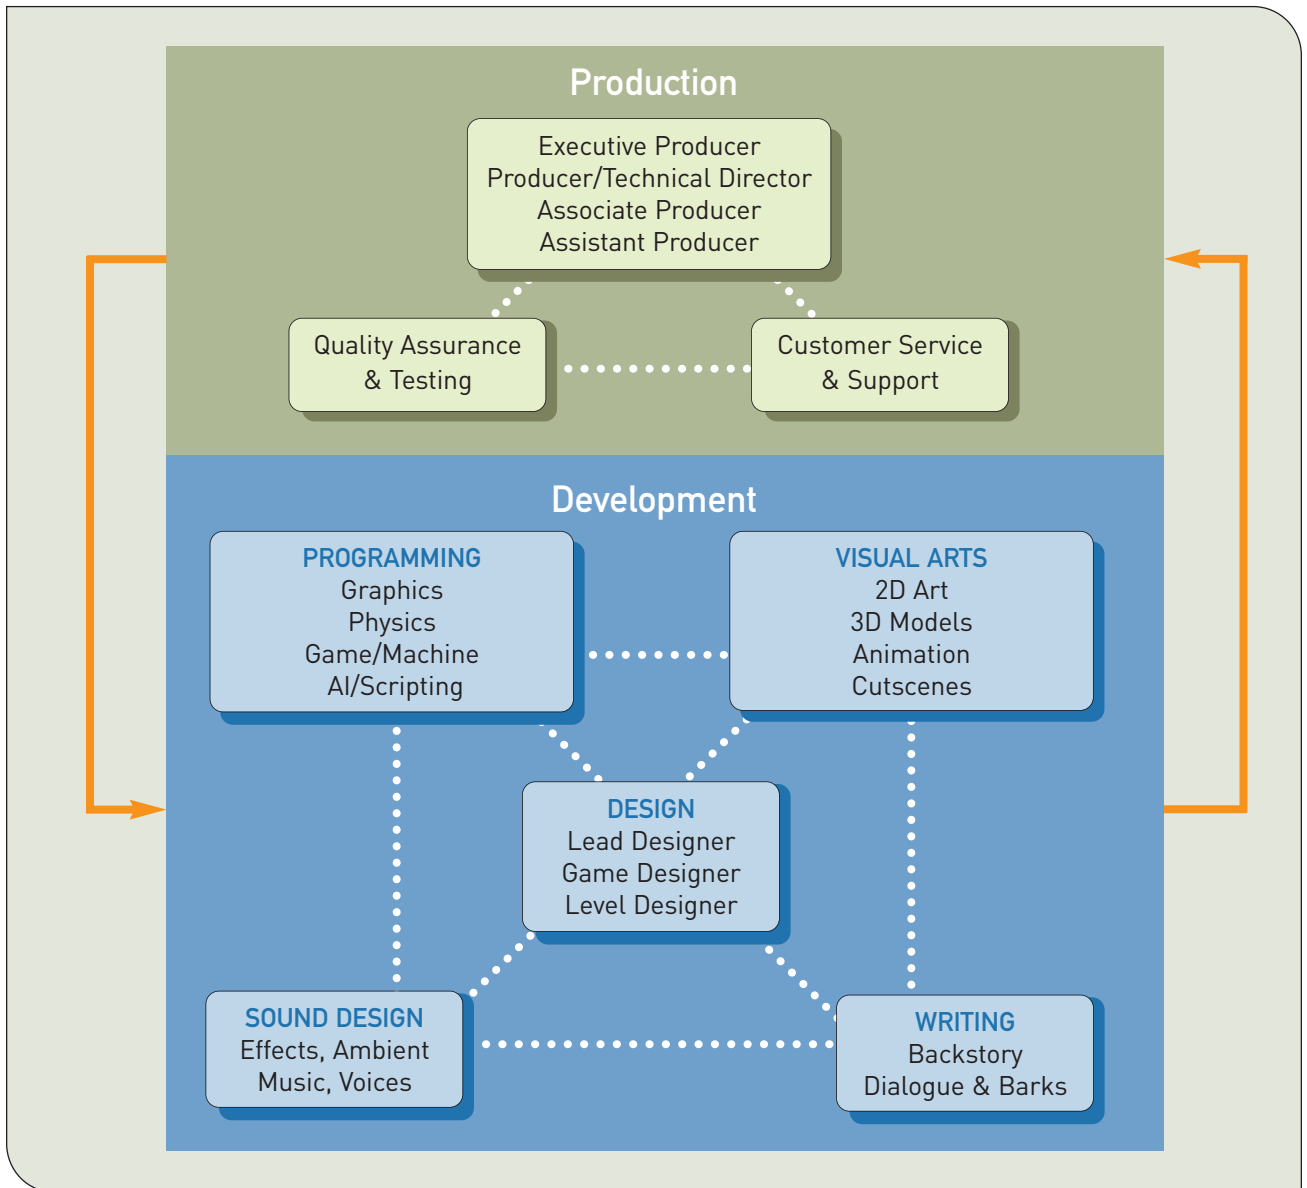 Production
Executive Producer
Producer/Technical Director
Associate Producer
Assistant Producer
Quality Assurance
& Testing
Customer Service
& Support
Development
PROGRAMMING
Graphics
Physics
Game/Machine
AI/Scripting
VISUAL ARTS
2D Art
3D Models
Animation
Cutscenes
DESIGN
Lead Designer
Game Designer
Level Designer
SOUND DESIGN
Effects, Ambient
Music, Voices
WRITING
Backstory
Dialogue & Barks